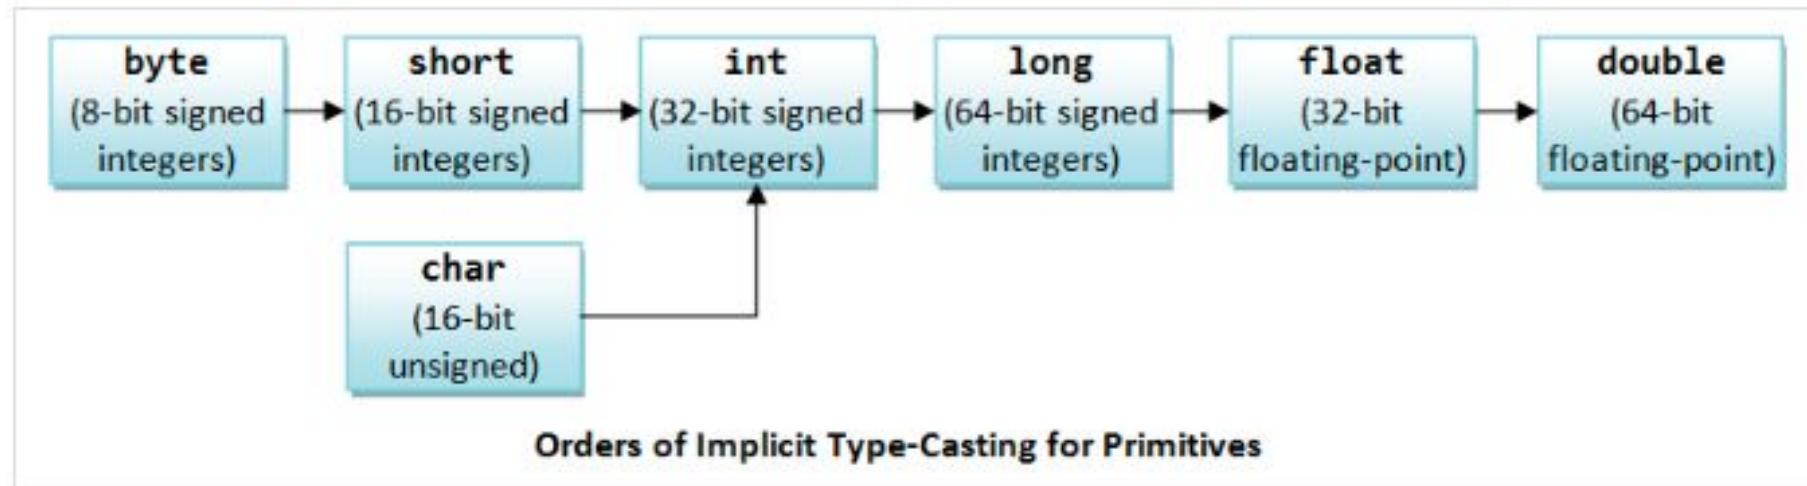 byte
(8-bit signed
integers)
short
(16-bit signed
integers)
int
(32-bit signed
integers)
long
(64-bit signed
integers)
float
(32-bit
floating-point)
double
(64-bit
floating-point)
char
(16-bit
unsigned)
Orders of Implicit Type-Casting for Primitives